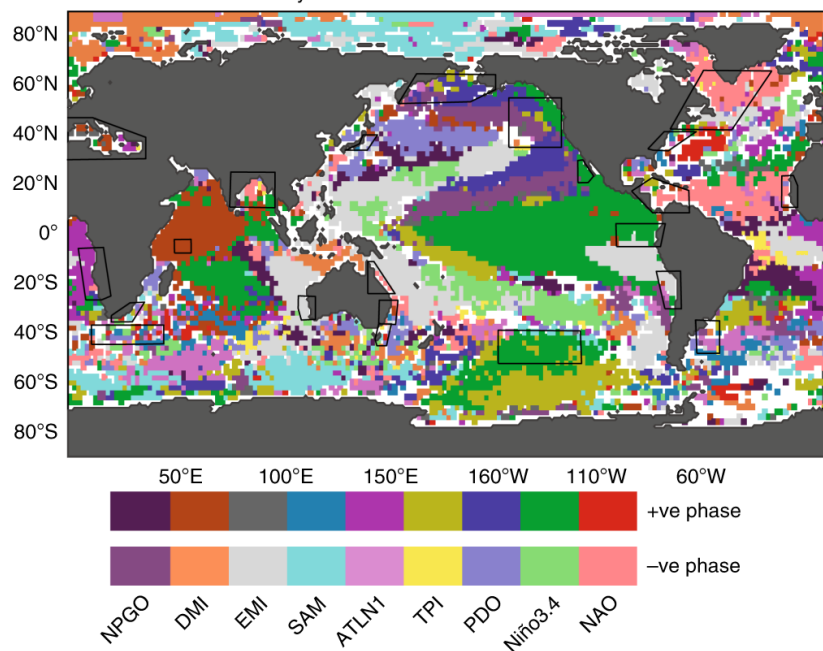 80°N
60°N
40°N
20°N
0°
20°S
40°S
60°S
80°S
50°E 100°E 150°E 160°W 110°W 60°W
+ve phase
–ve phase
NPGO DMI EMI SAM ATLN1 TPI PDO Niño3.4 NAO